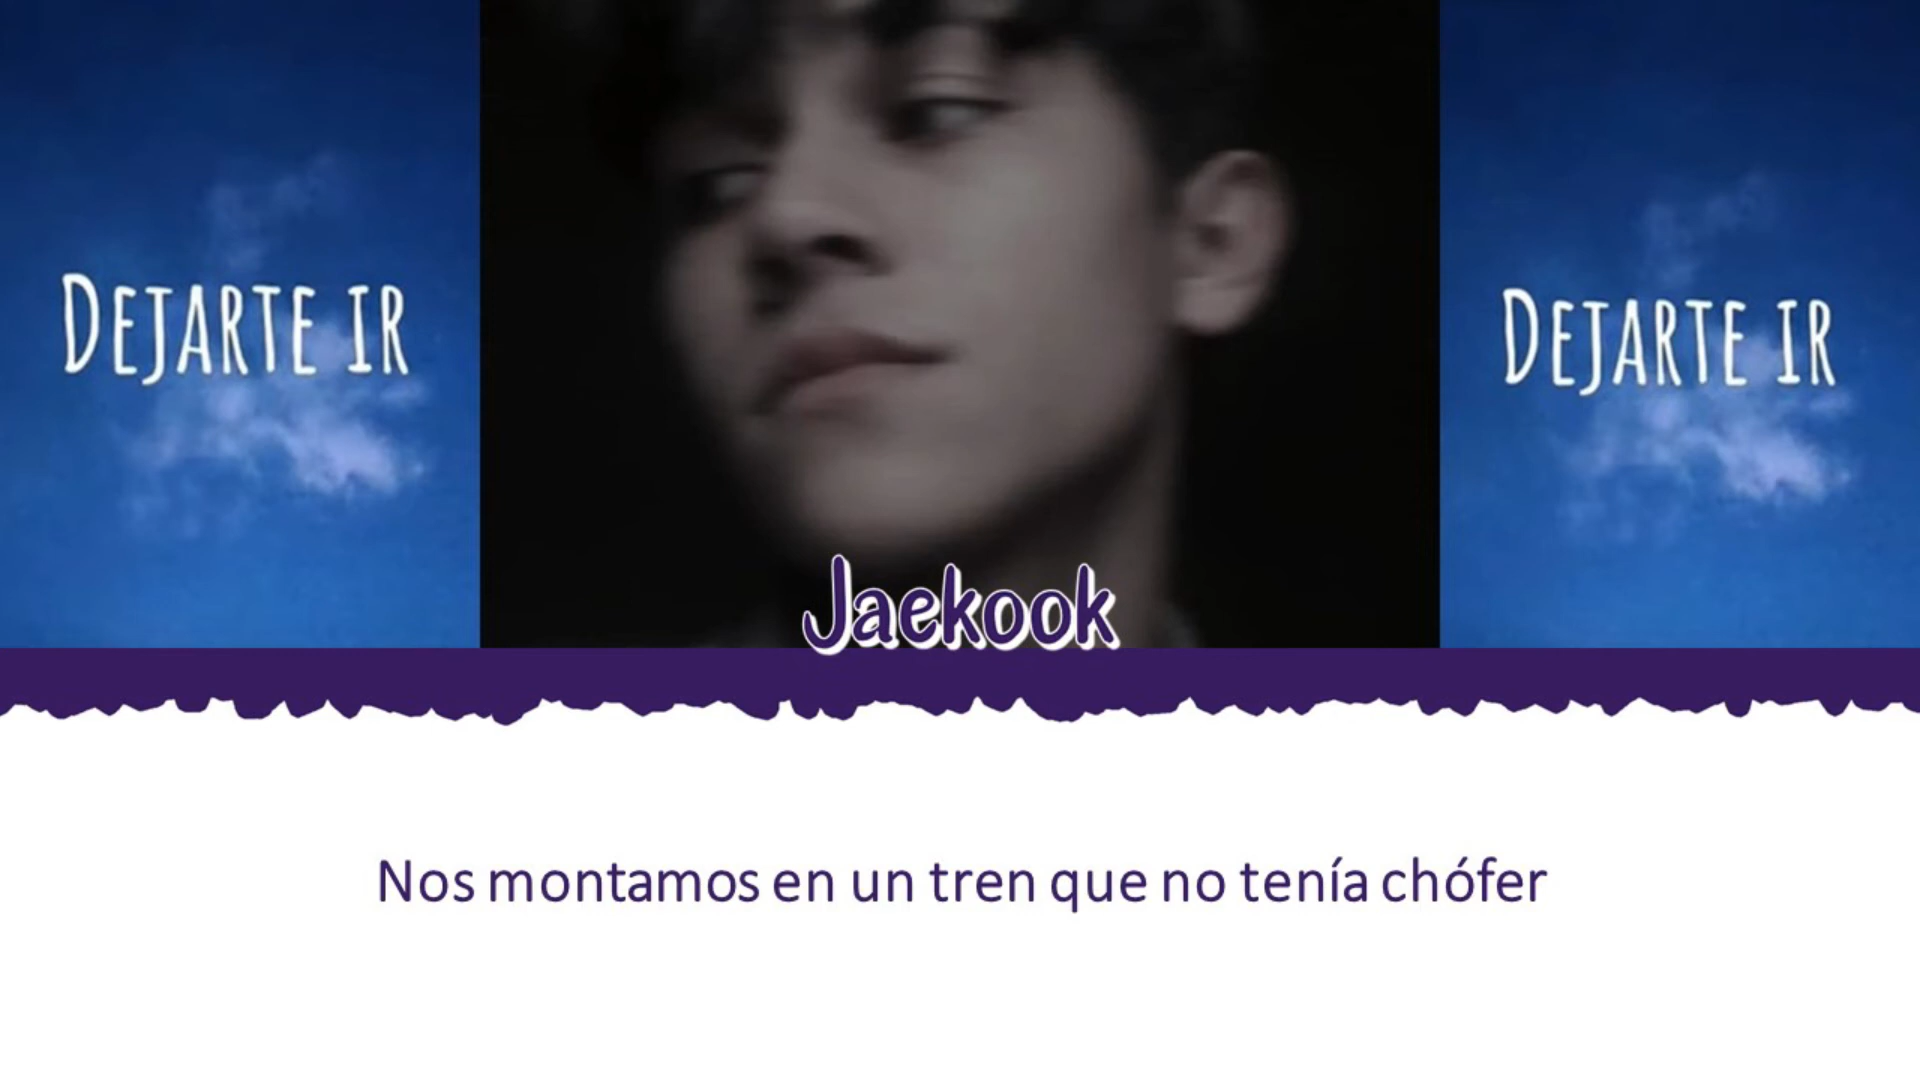 DEJARTE IR
DEJARTE IR
Jaekook
Nos montamos en un tren que no tenía chófer